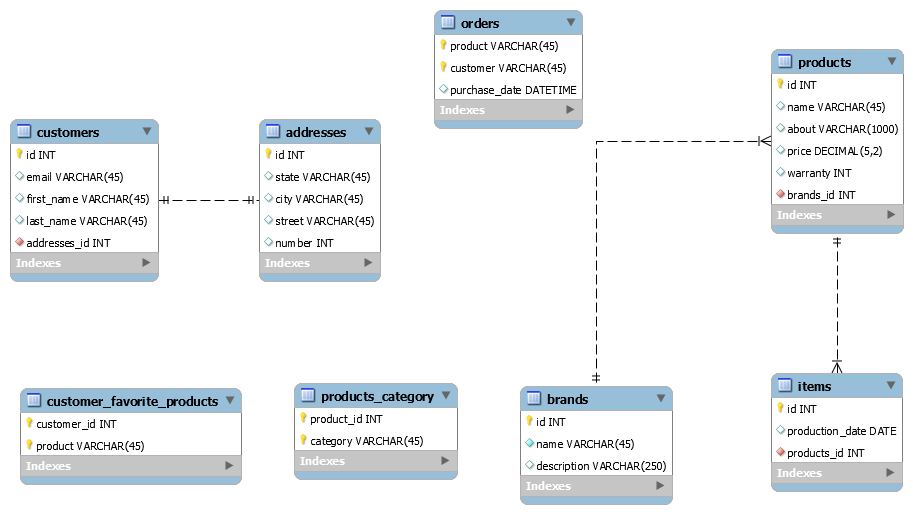 orders
product VARCHAR(45)
customer VARCHAR(45)
purchase_date DATETIME
Indexes
products
id INT
name VARCHAR(45)
about VARCHAR(1000)
price DECIMAL(5,2)
warranty INT
brands_id INT
Indexes
customers
id INT
email VARCHAR(45)
first_name VARCHAR(45)
last_name VARCHAR(45)
addresses_id INT
Indexes
addresses
id INT
state VARCHAR(45)
city VARCHAR(45)
street VARCHAR(45)
number INT
Indexes
customer_favorite_products
customer_id INT
product VARCHAR(45)
Indexes
products_category
product_id INT
category VARCHAR(45)
Indexes
brands
id INT
name VARCHAR(45)
description VARCHAR(250)
Indexes
items
id INT
production_date DATE
products_id INT
Indexes